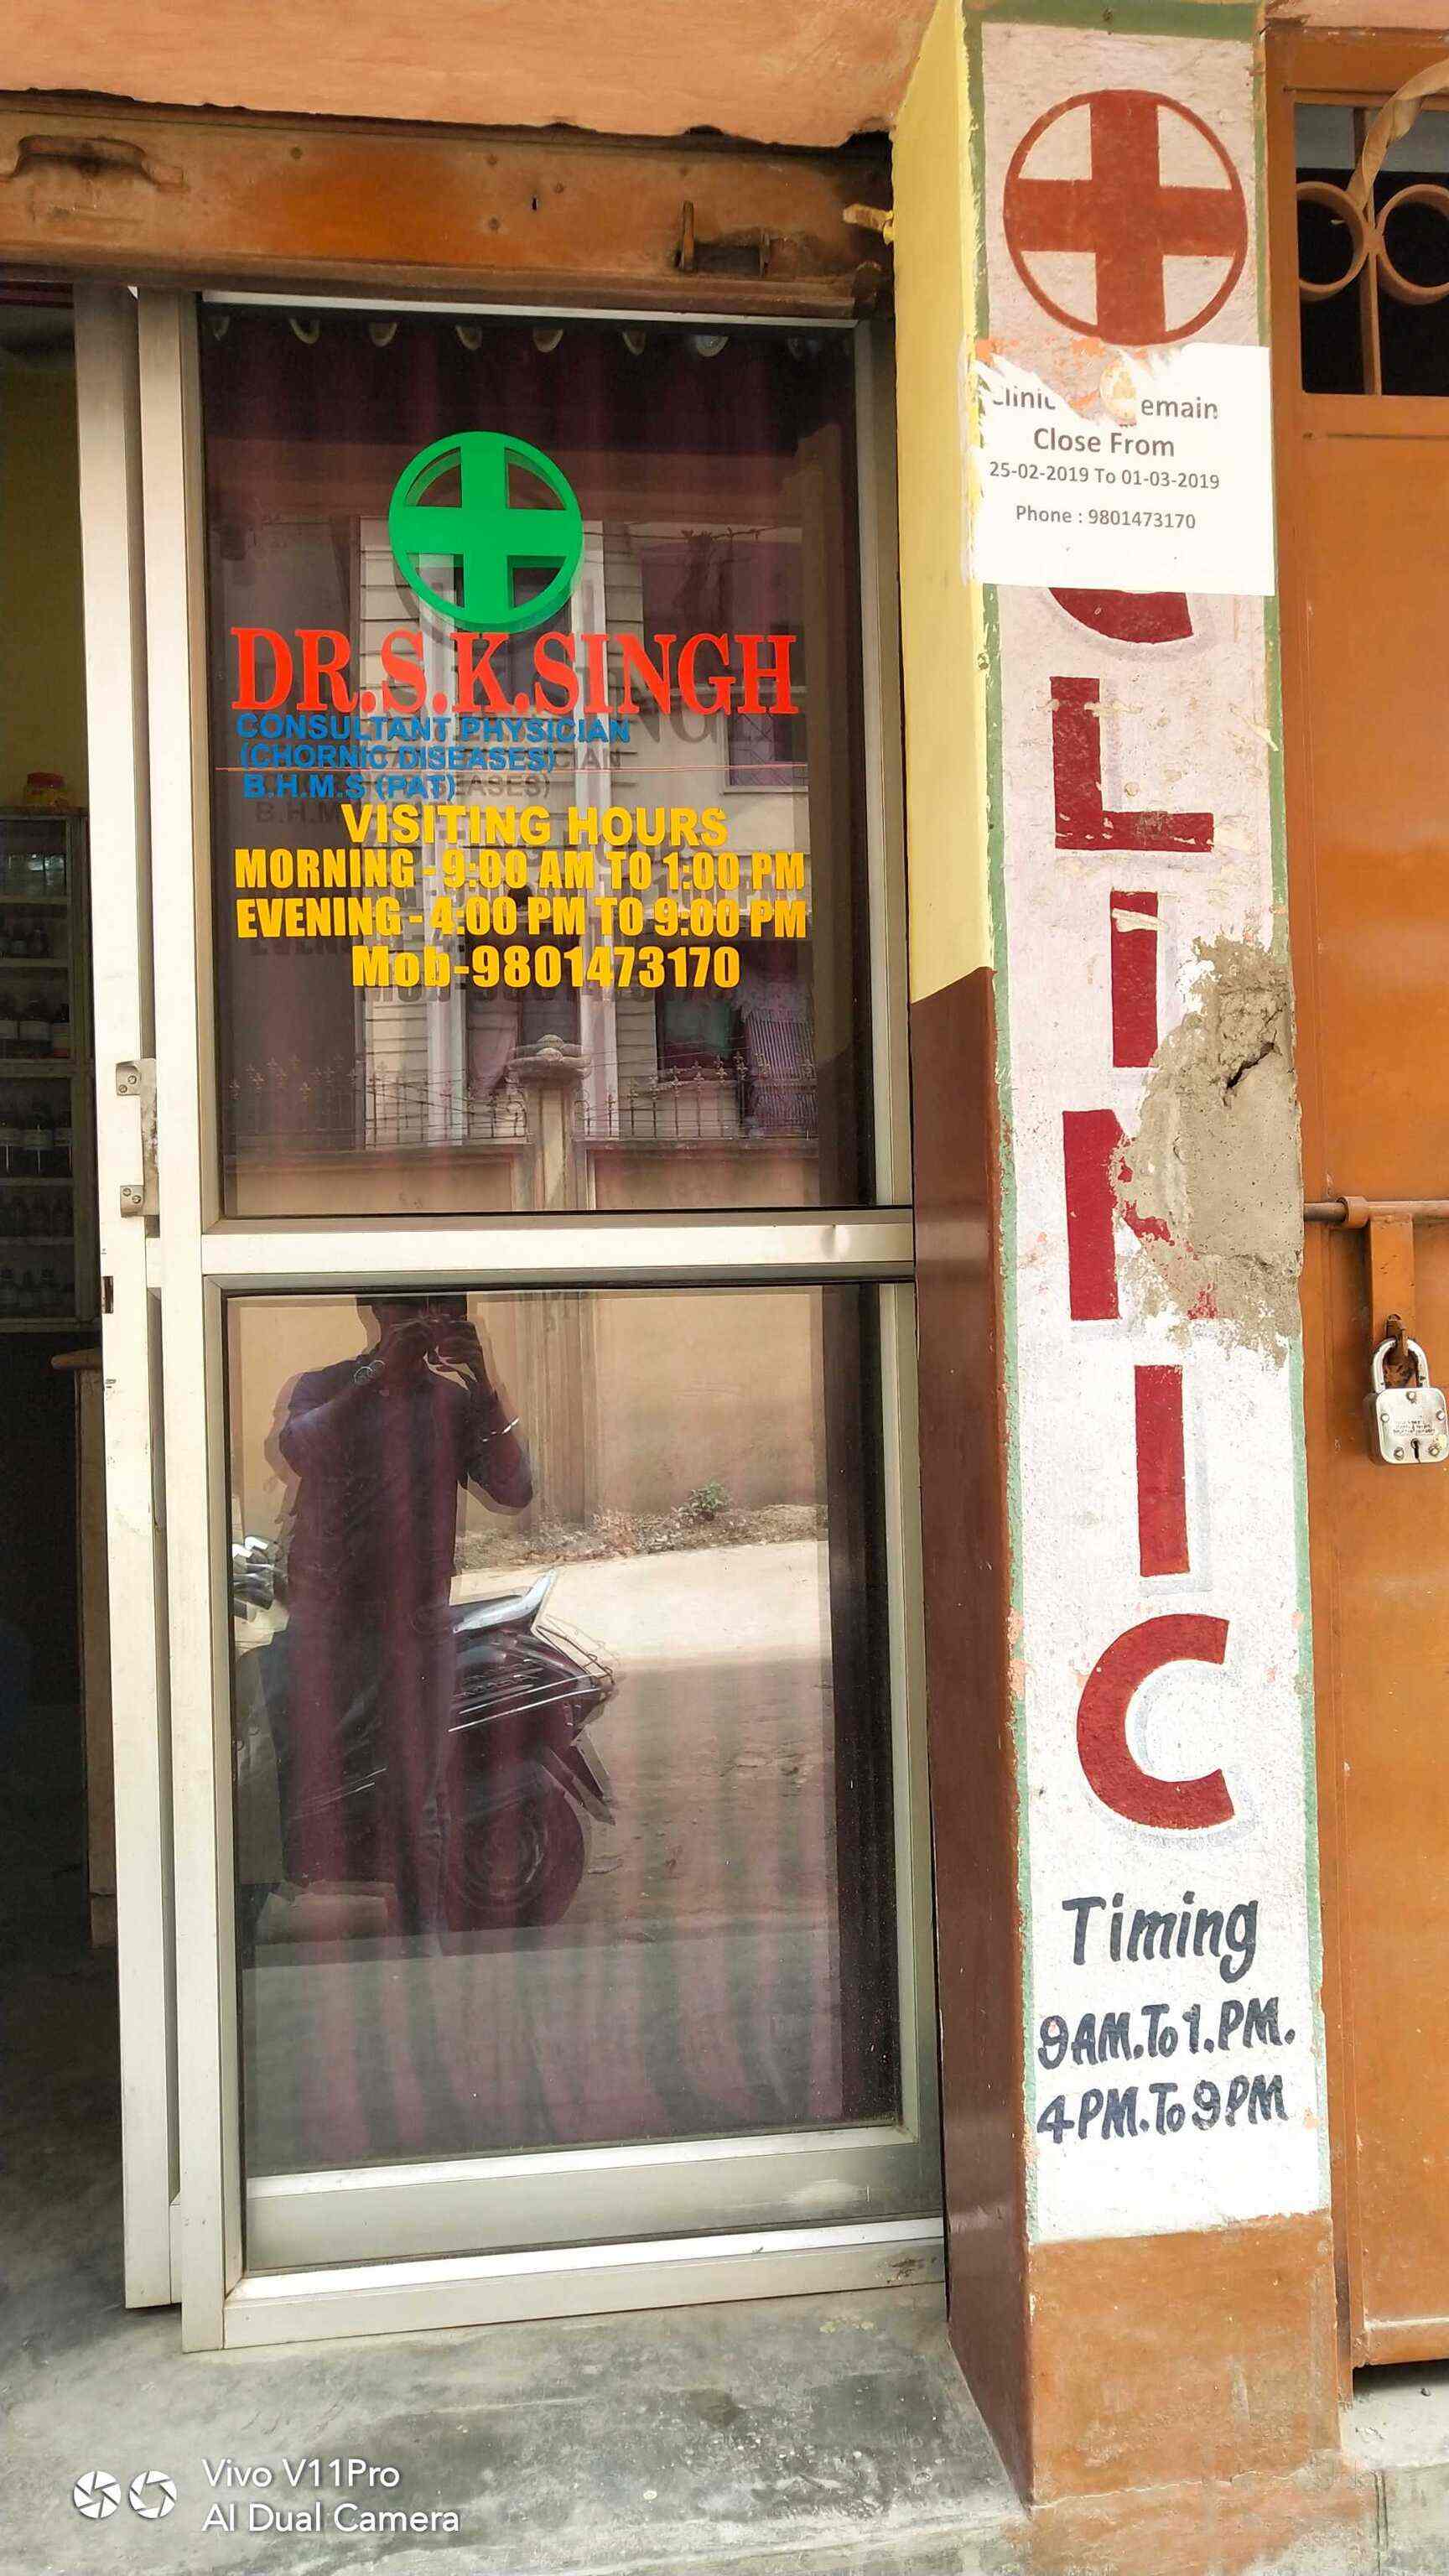 DR.S.K.SINGH
CONSULTANT PHYSICIAN
(CHORNIC DISEASES)
B.H.M.S (PAT)
VISITING HOURS
MORNING - 9:00 AM TO 1:00 PM
EVENING - 4:00 PM TO 9:00 PM
Mob-9801473170
Close From
25-02-2019 To 01-03-2019
Phone : 9801473170
CLINIC
Timing
9AM.To 1.PM.
4PM.To 9PM
Vivo V11Pro
AI Dual Camera